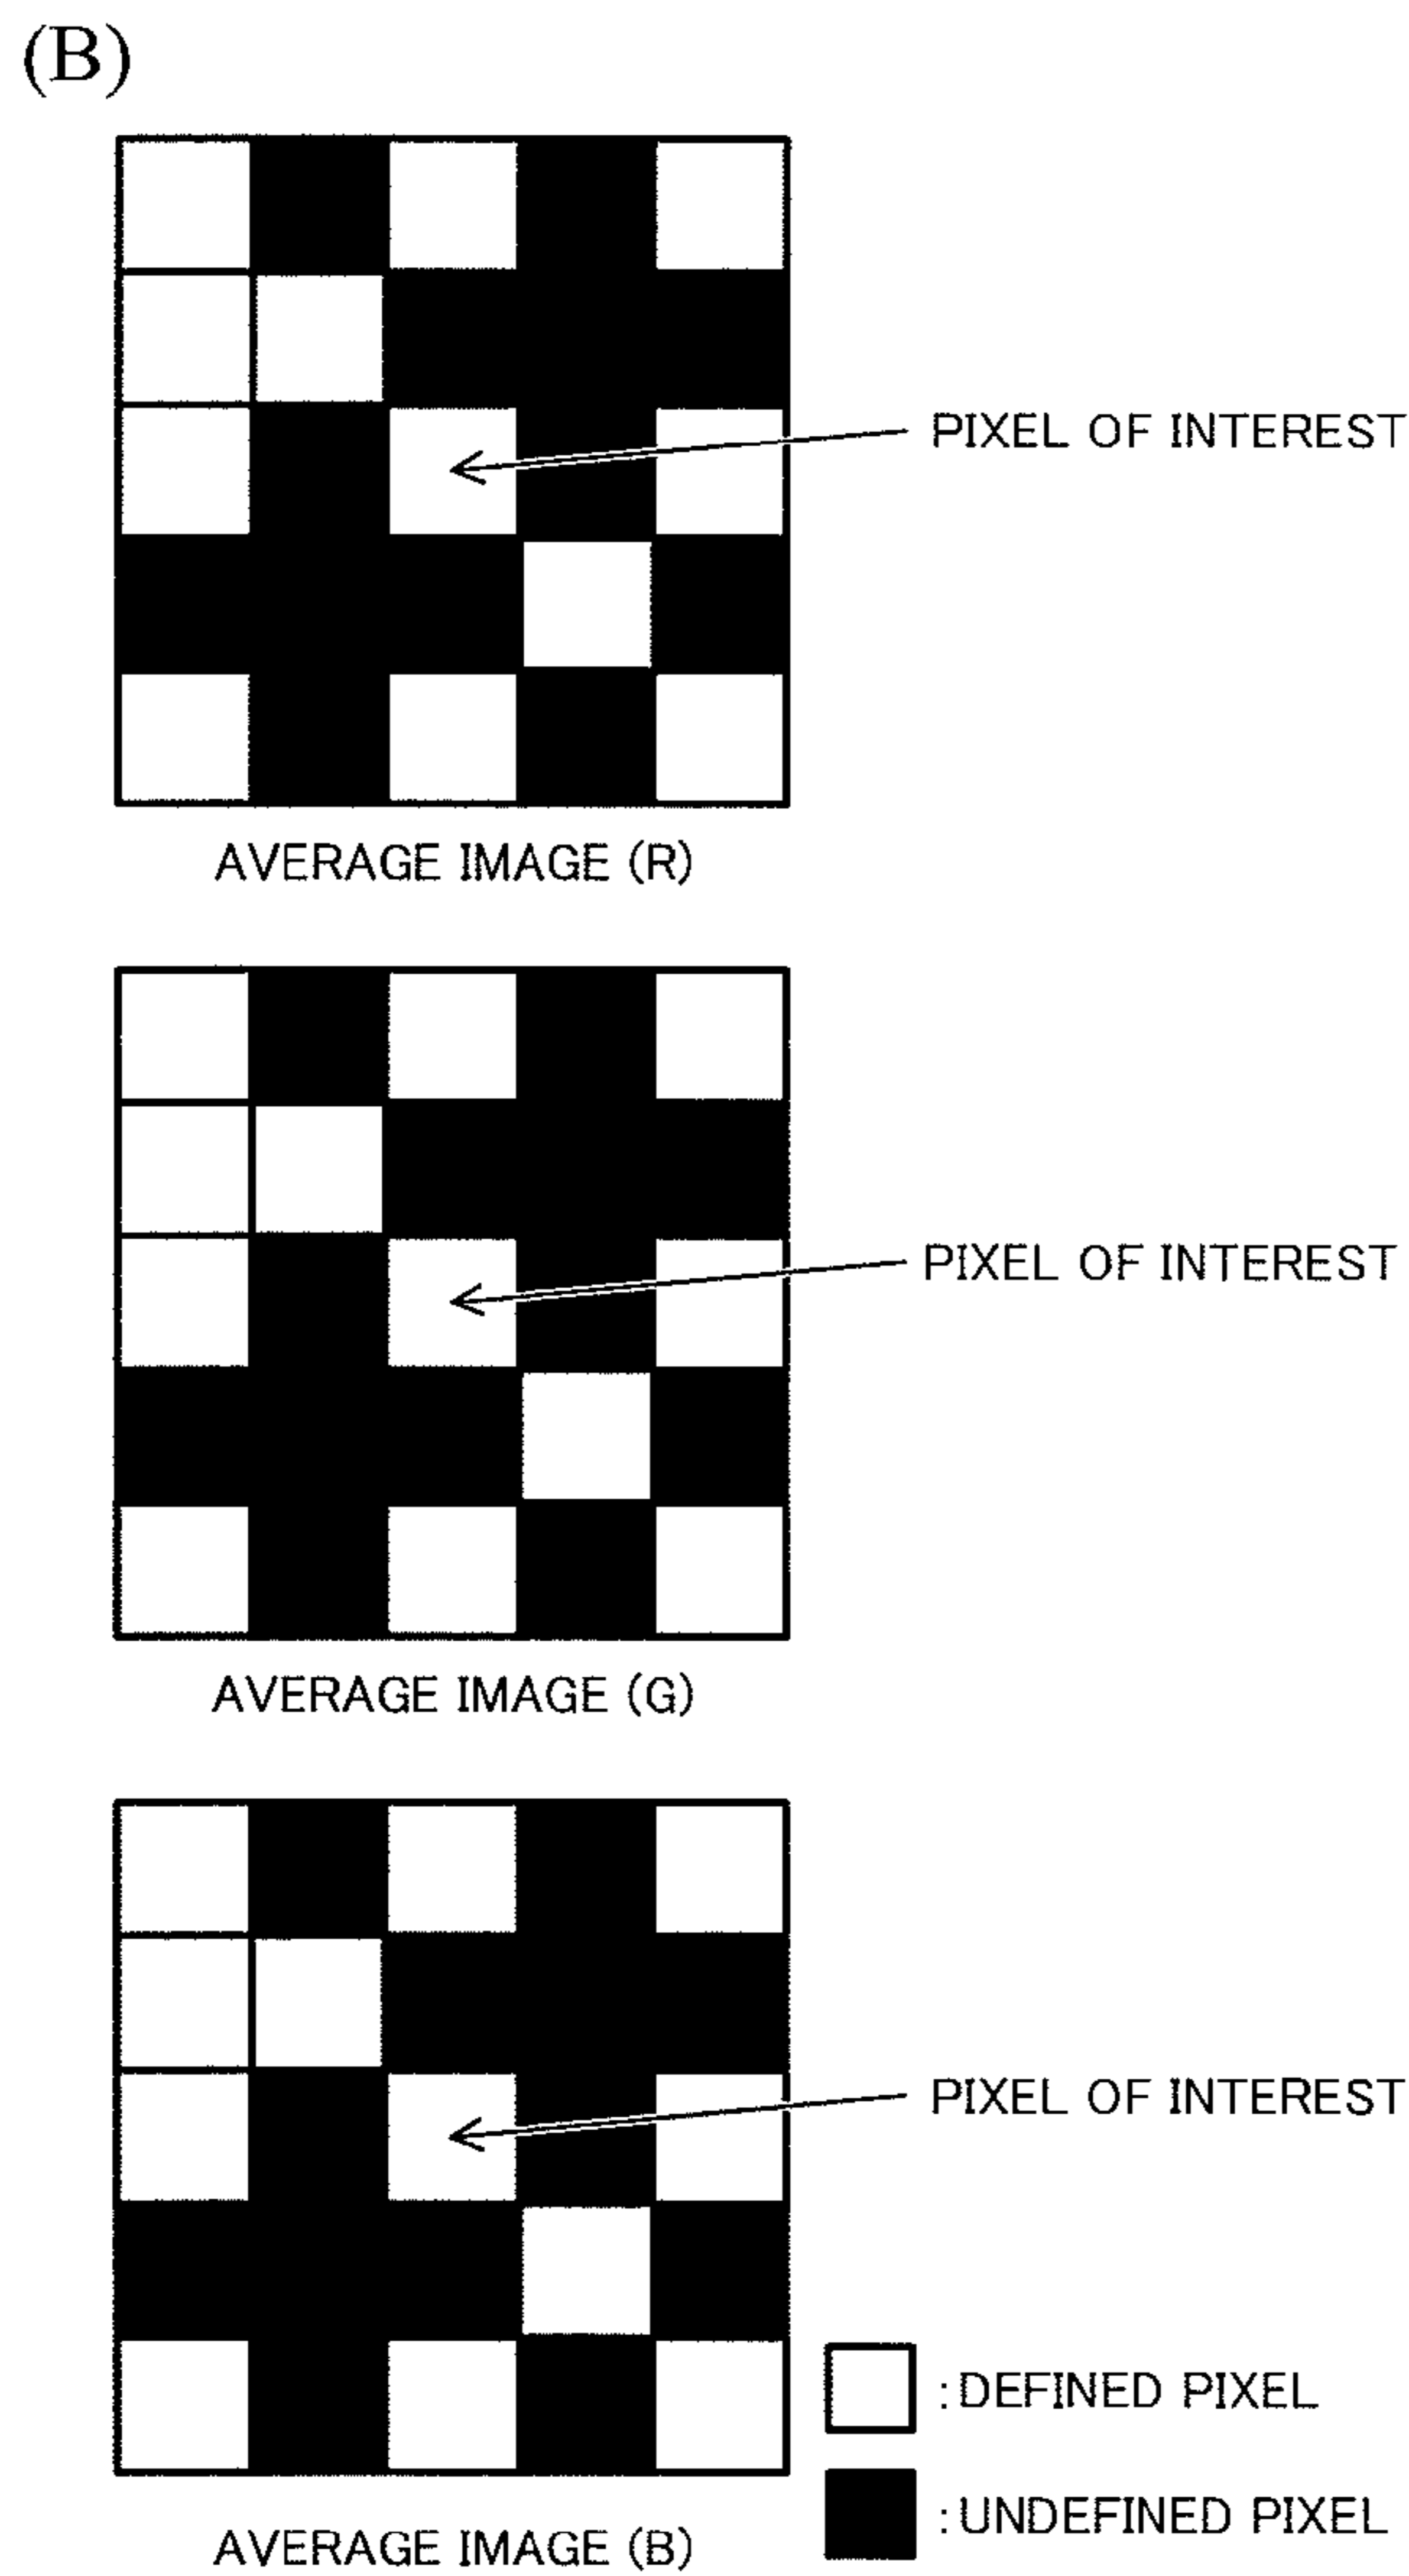 (B)
PIXEL OF INTEREST
AVERAGE IMAGE (R)
PIXEL OF INTEREST
AVERAGE IMAGE (G)
PIXEL OF INTEREST
:DEFINED PIXEL
:UNDEFINED PIXEL
AVERAGE IMAGE (B)